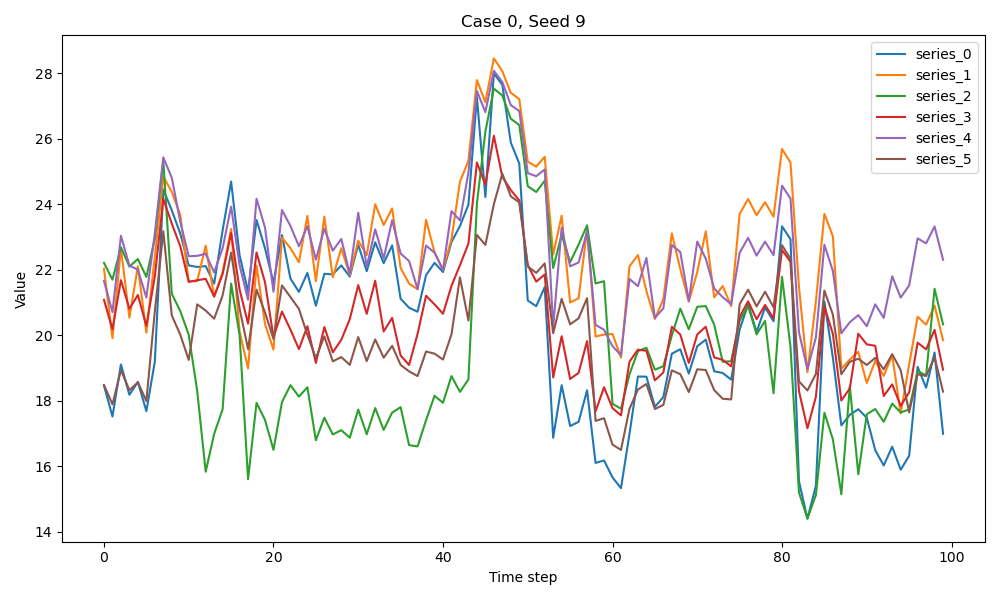 Case 0, Seed 9
series_0
series_1
series_2
series_3
series_4
series_5
28
26
24
22
20
18
16
14
Value
0 20 40 60 80 100
Time step